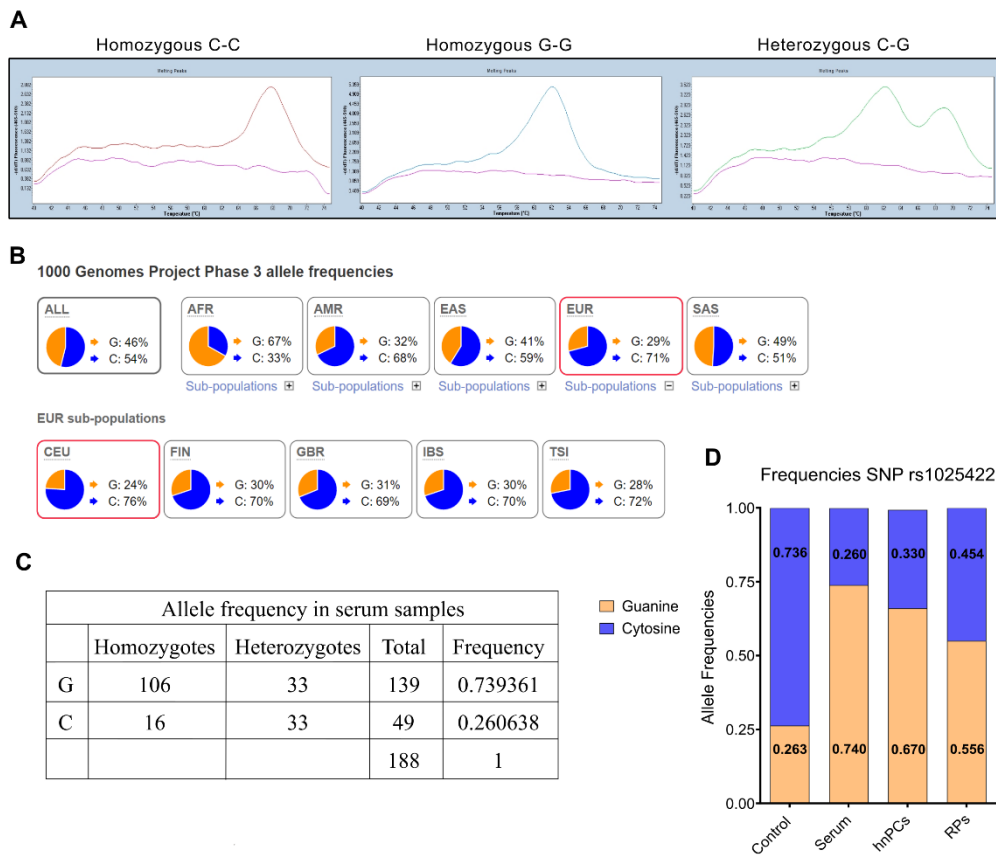 A
Homozygous C-C
Homozygous G-G
Heterozygous C-G
Melting Peaks
Melting Peaks
Melting Peaks
Temperature (°C)
Temperature (°C)
Temperature (°C)
B
1000 Genomes Project Phase 3 allele frequencies
ALL
G: 46%
C: 54%
AFR
G: 67%
C: 33%
Sub-populations
AMR
G: 32%
C: 68%
Sub-populations
EAS
G: 41%
C: 59%
Sub-populations
EUR
G: 29%
C: 71%
Sub-populations
SAS
G: 49%
C: 51%
Sub-populations
EUR sub-populations
CEU
G: 24%
C: 76%
FIN
G: 30%
C: 70%
GBR
G: 31%
C: 69%
IBS
G: 30%
C: 70%
TSI
G: 28%
C: 72%
C
Allele frequency in serum samples
Homozygotes Heterozygotes Total Frequency
G 106 33 139 0.739361
C 16 33 49 0.260638
188 1
D
Frequencies SNP rs1025422
Guanine
Cytosine
Allele Frequencies
1.00
0.75
0.50
0.25
0.00
0.736 0.260 0.330 0.454
0.263 0.740 0.670 0.556
Control Serum hnPCs RPs